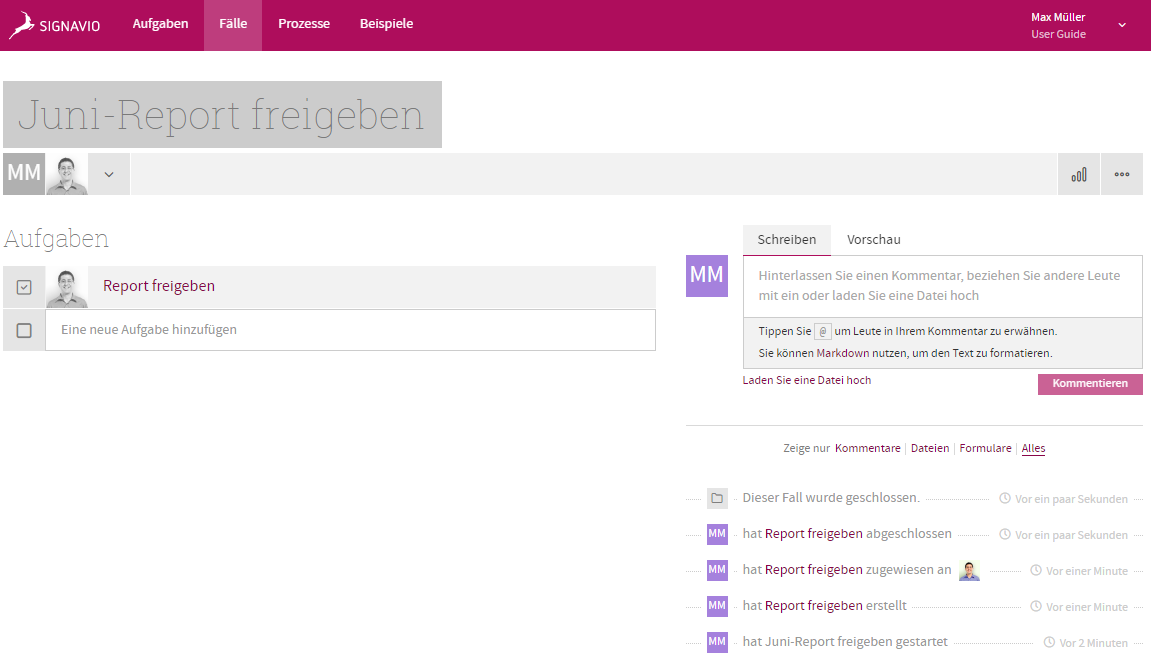 SIGNAVIO
Aufgaben
Fälle
Prozesse
Beispiele
Max Müller
User Guide
Juni-Report freigeben
MM
Aufgaben
Report freigeben
Eine neue Aufgabe hinzufügen
Schreiben
Vorschau
MM
Hinterlassen Sie einen Kommentar, beziehen Sie andere Leute
mit ein oder laden Sie eine Datei hoch
Tippen Sie @ um Leute in Ihrem Kommentar zu erwähnen.
Sie können Markdown nutzen, um den Text zu formatieren.
Laden Sie eine Datei hoch
Kommentieren
Zeige nur Kommentare | Dateien | Formulare | Alles
Dieser Fall wurde geschlossen. Vor ein paar Sekunden
MM hat Report freigeben abgeschlossen Vor ein paar Sekunden
MM hat Report freigeben zugewiesen an Vor einer Minute
MM hat Report freigeben erstellt Vor einer Minute
MM hat Juni-Report freigeben gestartet Vor 2 Minuten